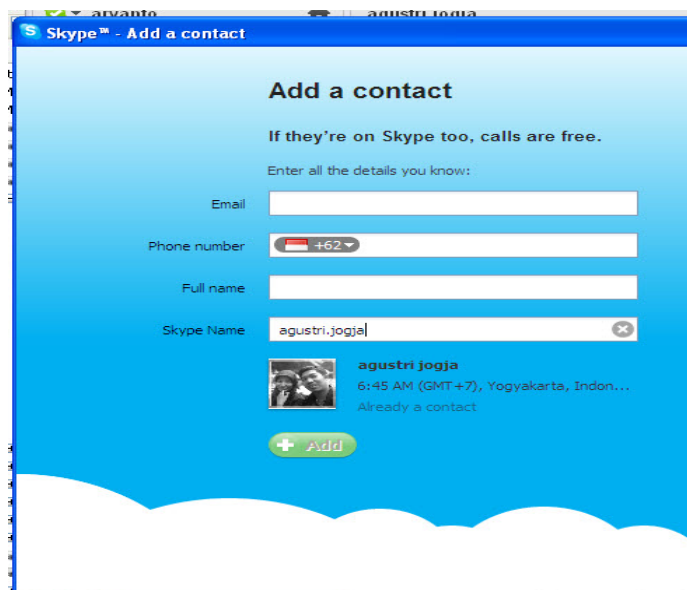 arvanto
agustri jogja
Skype™ - Add a contact
Add a contact
If they're on Skype too, calls are free.
Enter all the details you know:
Email
Phone number +62
Full name
Skype Name agustri.jogja
agustri jogja
6:45 AM (GMT+7), Yogyakarta, Indon...
Already a contact
Add